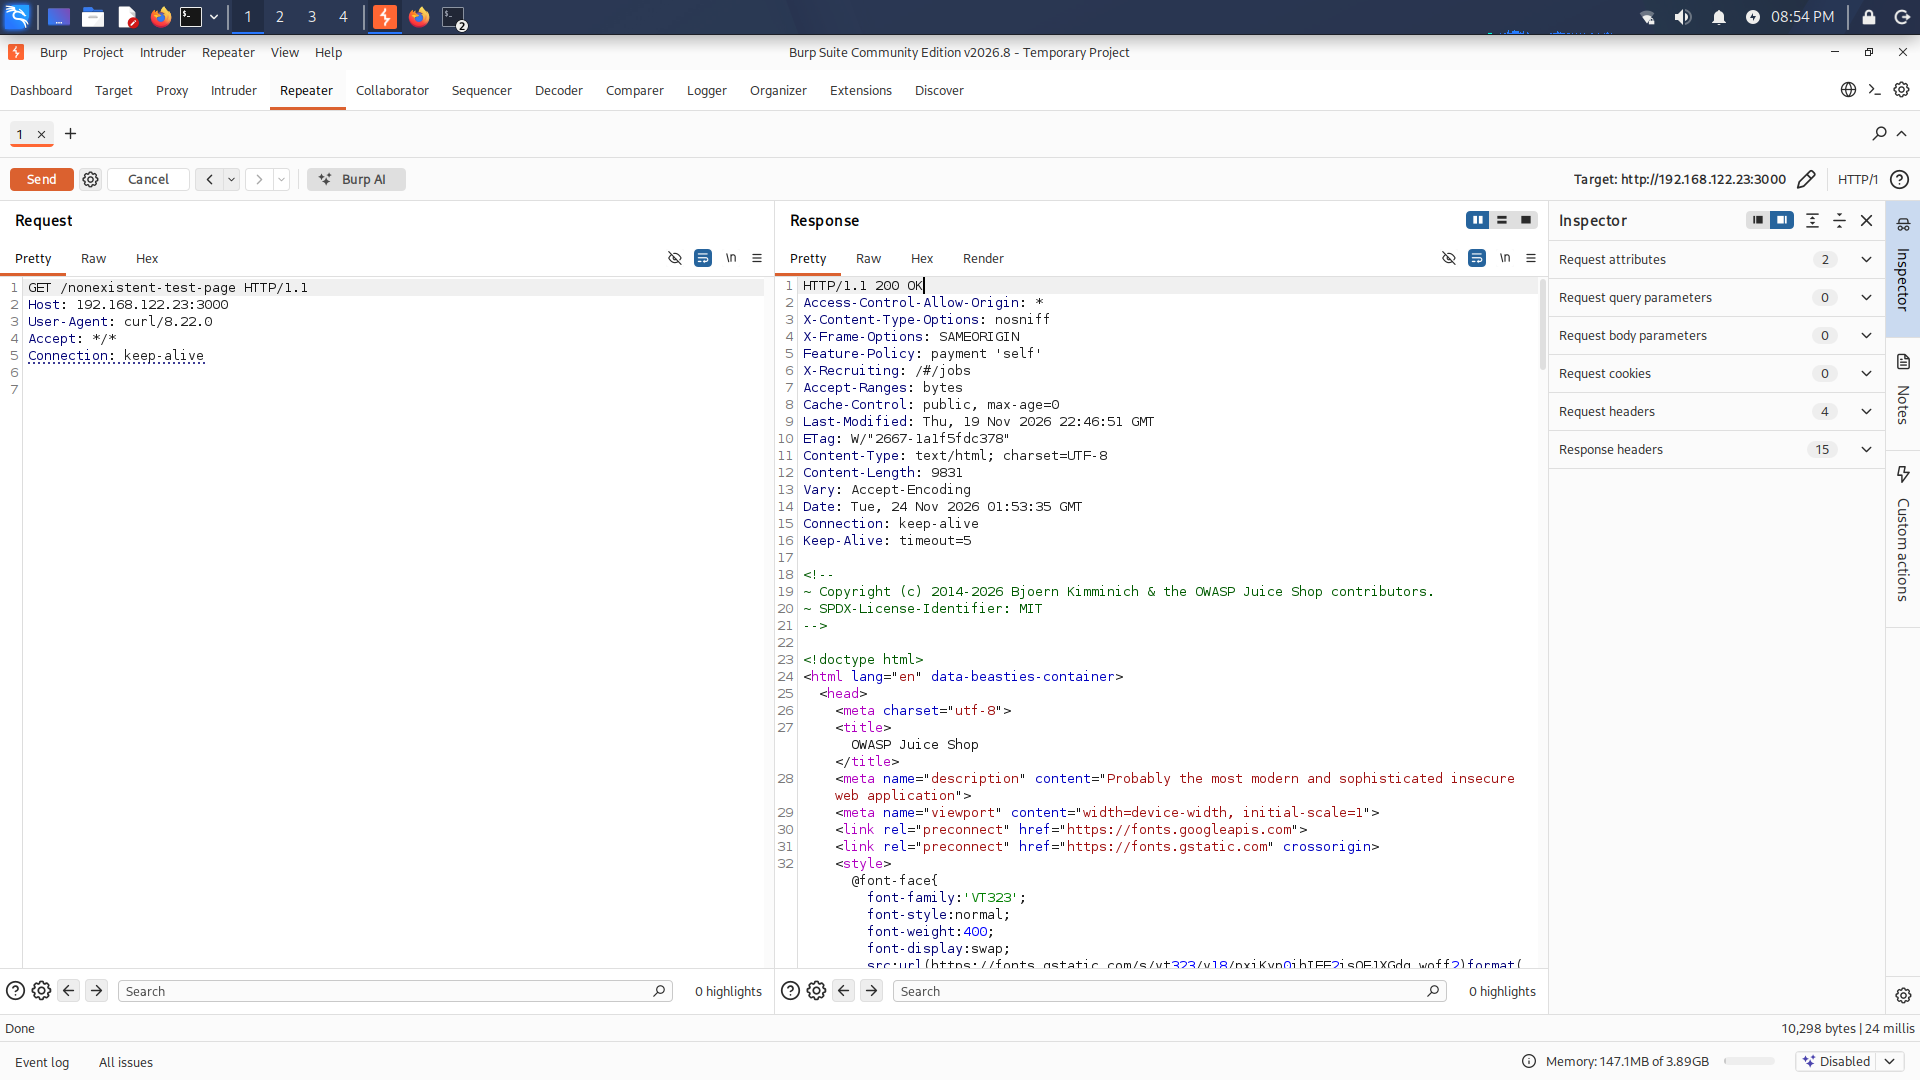 1 2 3 4 2 08:54 PM
Burp Project Intruder Repeater View Help Burp Suite Community Edition v2026.8 - Temporary Project
Dashboard Target Proxy Intruder Repeater Collaborator Sequencer Decoder Comparer Logger Organizer Extensions Discover
1
Send Cancel Burp AI Target: http://192.168.122.23:3000 HTTP/1
Request
Pretty Raw Hex \n
1 GET /nonexistent-test-page HTTP/1.1
2 Host: 192.168.122.23:3000
3 User-Agent: curl/8.22.0
4 Accept: */*
5 Connection: keep-alive
6
7
Search 0 highlights
Response
Pretty Raw Hex Render \n
1 HTTP/1.1 200 OK
2 Access-Control-Allow-Origin: *
3 X-Content-Type-Options: nosniff
4 X-Frame-Options: SAMEORIGIN
5 Feature-Policy: payment 'self'
6 X-Recruiting: /#/jobs
7 Accept-Ranges: bytes
8 Cache-Control: public, max-age=0
9 Last-Modified: Thu, 19 Nov 2026 22:46:51 GMT
10 ETag: W/"2667-1a1f5fdc378"
11 Content-Type: text/html; charset=UTF-8
12 Content-Length: 9831
13 Vary: Accept-Encoding
14 Date: Tue, 24 Nov 2026 01:53:35 GMT
15 Connection: keep-alive
16 Keep-Alive: timeout=5
17
18 <!--
19 ~ Copyright (c) 2014-2026 Bjoern Kimminich & the OWASP Juice Shop contributors.
20 ~ SPDX-License-Identifier: MIT
21 -->
22
23 <!doctype html>
24 <html lang="en" data-beasties-container>
25 <head>
26 <meta charset="utf-8">
27 <title>
OWASP Juice Shop
</title>
28 <meta name="description" content="Probably the most modern and sophisticated insecure
web application">
29 <meta name="viewport" content="width=device-width, initial-scale=1">
30 <link rel="preconnect" href="https://fonts.googleapis.com">
31 <link rel="preconnect" href="https://fonts.gstatic.com" crossorigin>
32 <style>
@font-face{
font-family:'VT323';
font-style:normal;
font-weight:400;
font-display:swap;
Search 0 highlights
Inspector
Request attributes 2
Request query parameters 0
Request body parameters 0
Request cookies 0
Request headers 4
Response headers 15
Inspector
Notes
Custom actions
Done 10,298 bytes | 24 millis
Event log All issues Memory: 147.1MB of 3.89GB Disabled